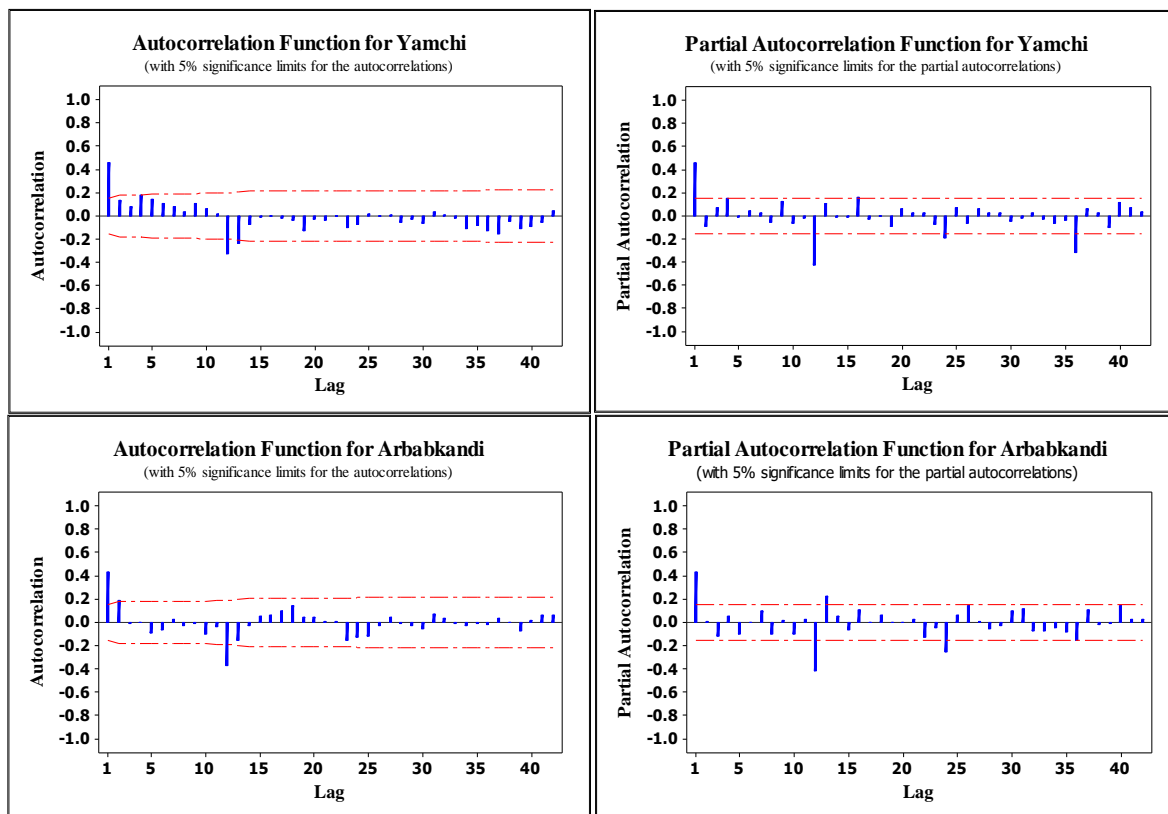 Autocorrelation Function for Yamchi
(with 5% significance limits for the autocorrelations)
1.0
0.8
0.6
0.4
0.2
0.0
-0.2
-0.4
-0.6
-0.8
-1.0
Autocorrelation
1 5 10 15 20 25 30 35 40
Lag
Partial Autocorrelation Function for Yamchi
(with 5% significance limits for the partial autocorrelations)
1.0
0.8
0.6
0.4
0.2
0.0
-0.2
-0.4
-0.6
-0.8
-1.0
Partial Autocorrelation
1 5 10 15 20 25 30 35 40
Lag
Autocorrelation Function for Arbabkandi
(with 5% significance limits for the autocorrelations)
1.0
0.8
0.6
0.4
0.2
0.0
-0.2
-0.4
-0.6
-0.8
-1.0
Autocorrelation
1 5 10 15 20 25 30 35 40
Lag
Partial Autocorrelation Function for Arbabkandi
(with 5% significance limits for the partial autocorrelations)
1.0
0.8
0.6
0.4
0.2
0.0
-0.2
-0.4
-0.6
-0.8
-1.0
Partial Autocorrelation
1 5 10 15 20 25 30 35 40
Lag